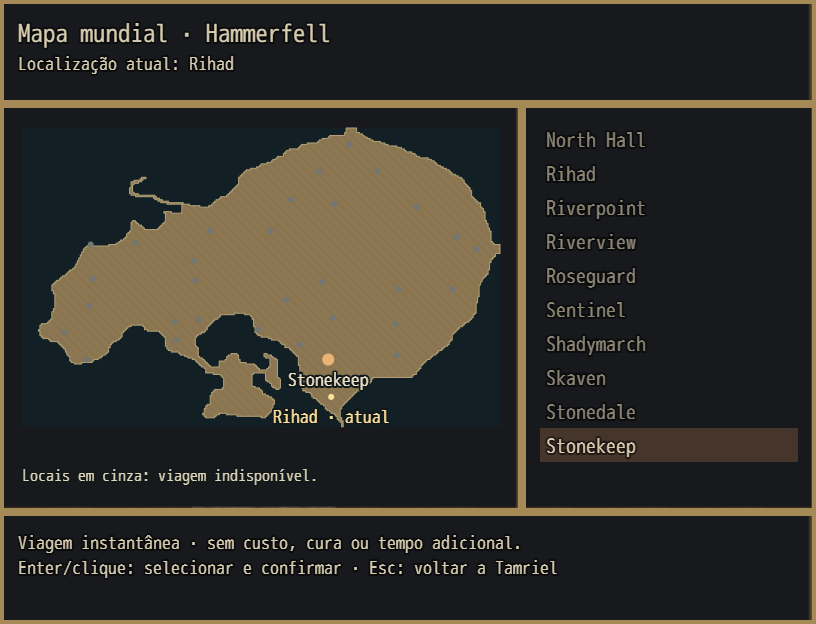 Mapa mundial · Hammerfell
Localização atual: Rihad
Stonekeep
Rihad · atual
Locais em cinza: viagem indisponível.
North Hall
Rihad
Riverpoint
Riverview
Roseguard
Sentinel
Shadymarch
Skaven
Stonedale
Stonekeep
Viagem instantânea · sem custo, cura ou tempo adicional.
Enter/clique: selecionar e confirmar · Esc: voltar a Tamriel